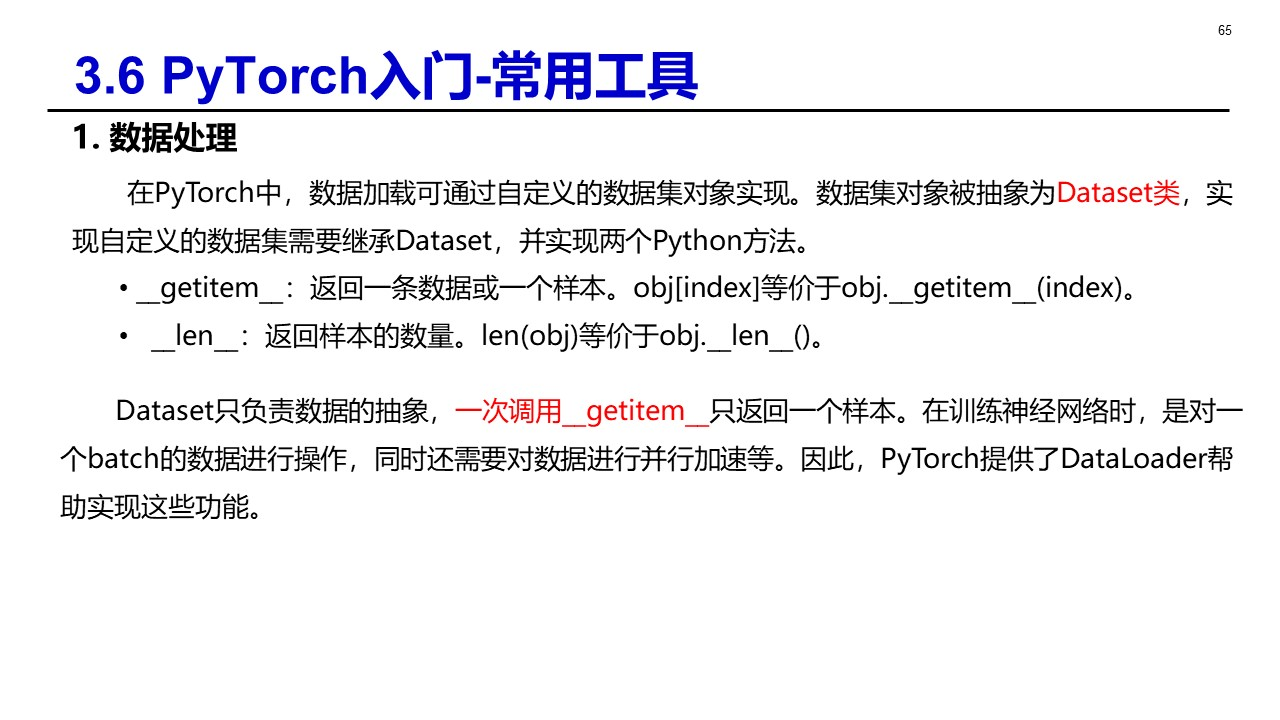 65
3.6 PyTorch入门-常用工具
1. 数据处理
在PyTorch中，数据加载可通过自定义的数据集对象实现。数据集对象被抽象为Dataset类，实
现自定义的数据集需要继承Dataset，并实现两个Python方法。
• __getitem__：返回一条数据或一个样本。obj[index]等价于obj.__getitem__(index)。
• __len__：返回样本的数量。len(obj)等价于obj.__len__()。
Dataset只负责数据的抽象，一次调用__getitem__只返回一个样本。在训练神经网络时，是对一
个batch的数据进行操作，同时还需要对数据进行并行加速等。因此，PyTorch提供了DataLoader帮
助实现这些功能。